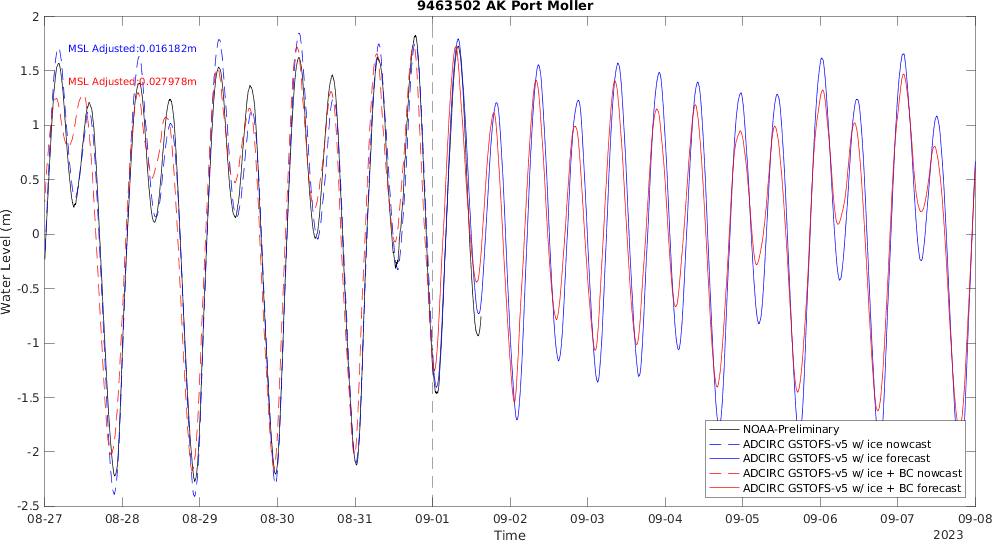 9463502 AK Port Moller
MSL Adjusted:0.016182m
MSL Adjusted:0.027978m
Water Level (m)
2
1.5
1
0.5
0
-0.5
-1
-1.5
-2
-2.5
NOAA-Preliminary
ADCIRC GSTOFS-v5 w/ ice nowcast
ADCIRC GSTOFS-v5 w/ ice forecast
ADCIRC GSTOFS-v5 w/ ice + BC nowcast
ADCIRC GSTOFS-v5 w/ ice + BC forecast
08-27 08-28 08-29 08-30 08-31 09-01 09-02 09-03 09-04 09-05 09-06 09-07 09-08
Time
2023